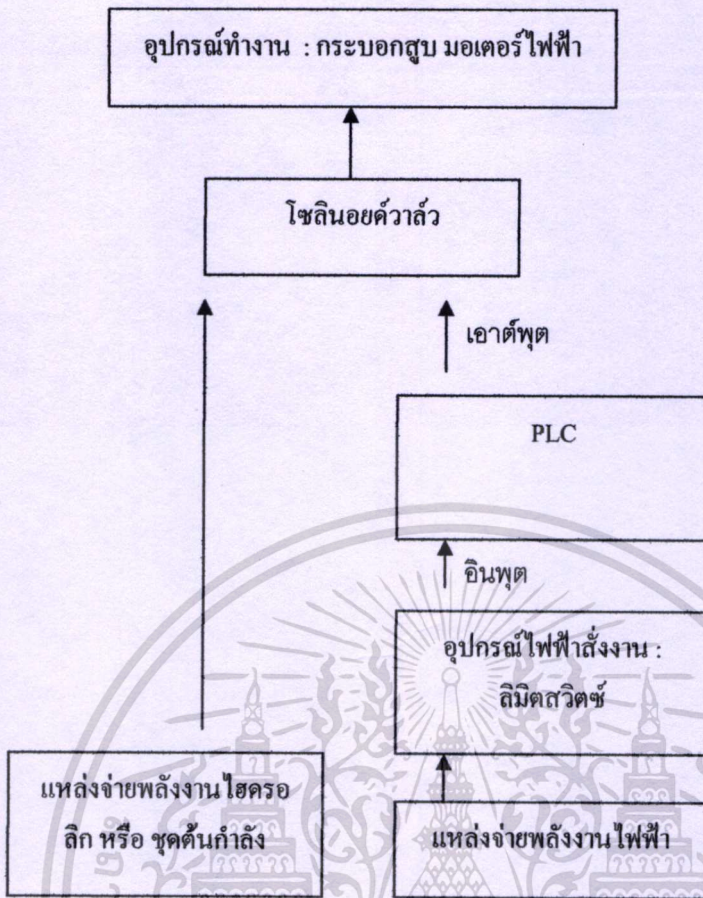 อุปกรณ์ทำงาน : กระบอกสูบ มอเตอร์ไฟฟ้า
โซลินอยค์วาล์ว
เอาต์พุต
PLC
อินพุต
อุปกรณ์ไฟฟ้าสั่งงาน :
ลิมิตสวิตซ์
แหล่งจ่ายพลังงานไฮดรอ
ลิก หรือ ชุดต้นกำลัง
แหล่งจ่ายพลังงานไฟฟ้า